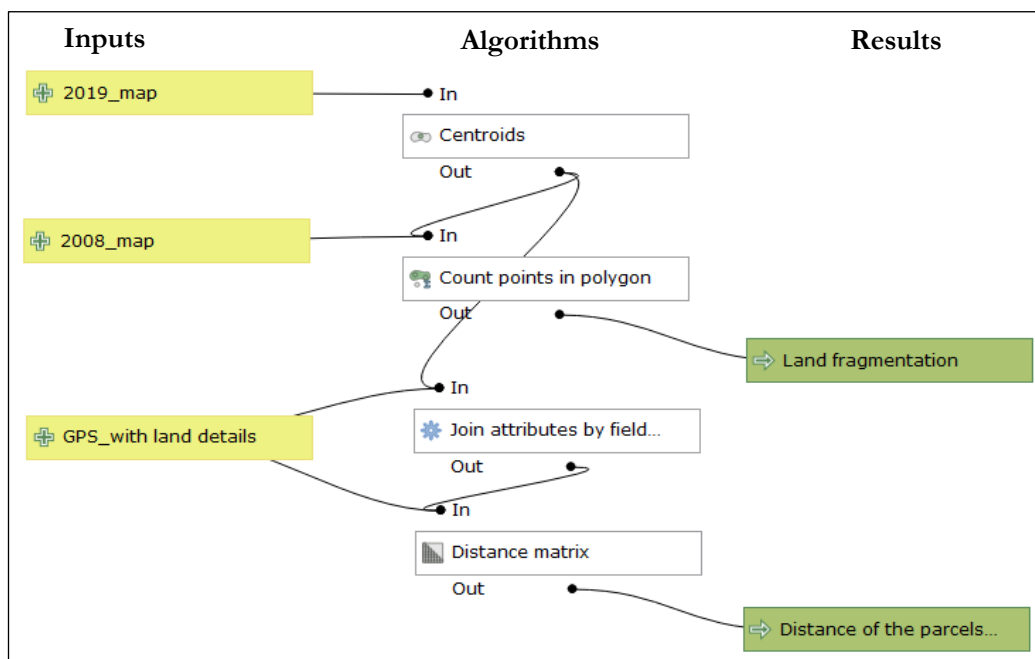 Inputs
Algorithms
Results
2019_map
In
Centroids
Out
2008_map
In
Count points in polygon
Out
Land fragmentation
In
GPS_with land details
Join attributes by field...
Out
In
Distance matrix
Out
Distance of the parcels...